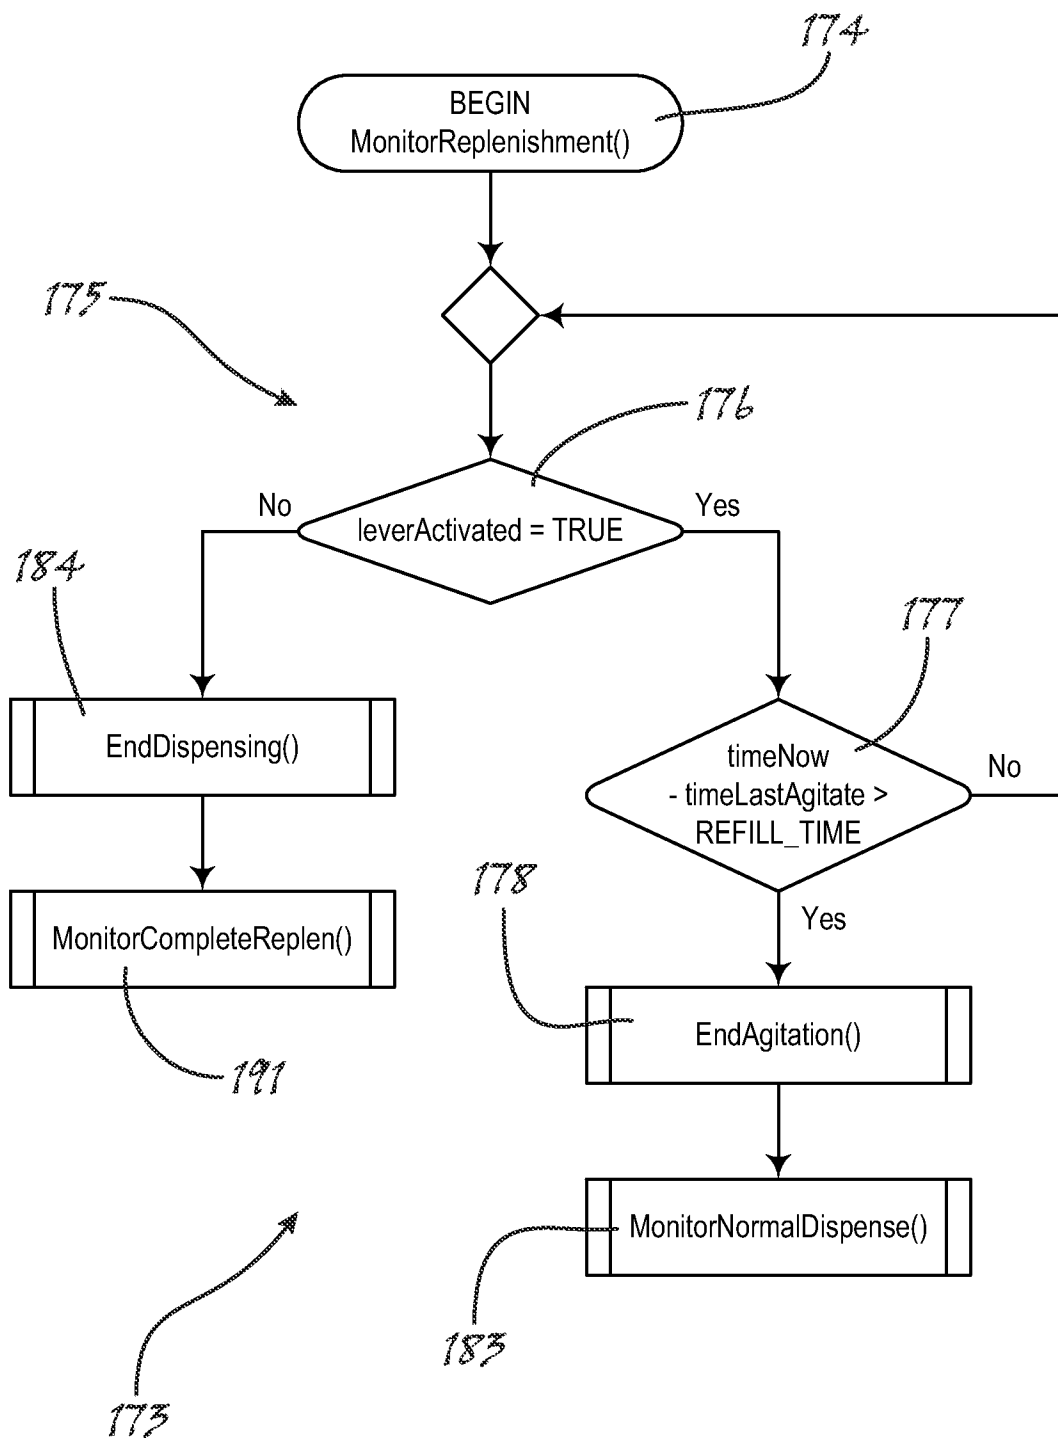 174
BEGIN
MonitorReplenishment()
175
176
No
leverActivated = TRUE
Yes
184
177
EndDispensing()
timeNow
- timeLastAgitate >
REFILL_TIME
No
178
Yes
MonitorCompleteReplen()
EndAgitation()
191
MonitorNormalDispense()
183
173